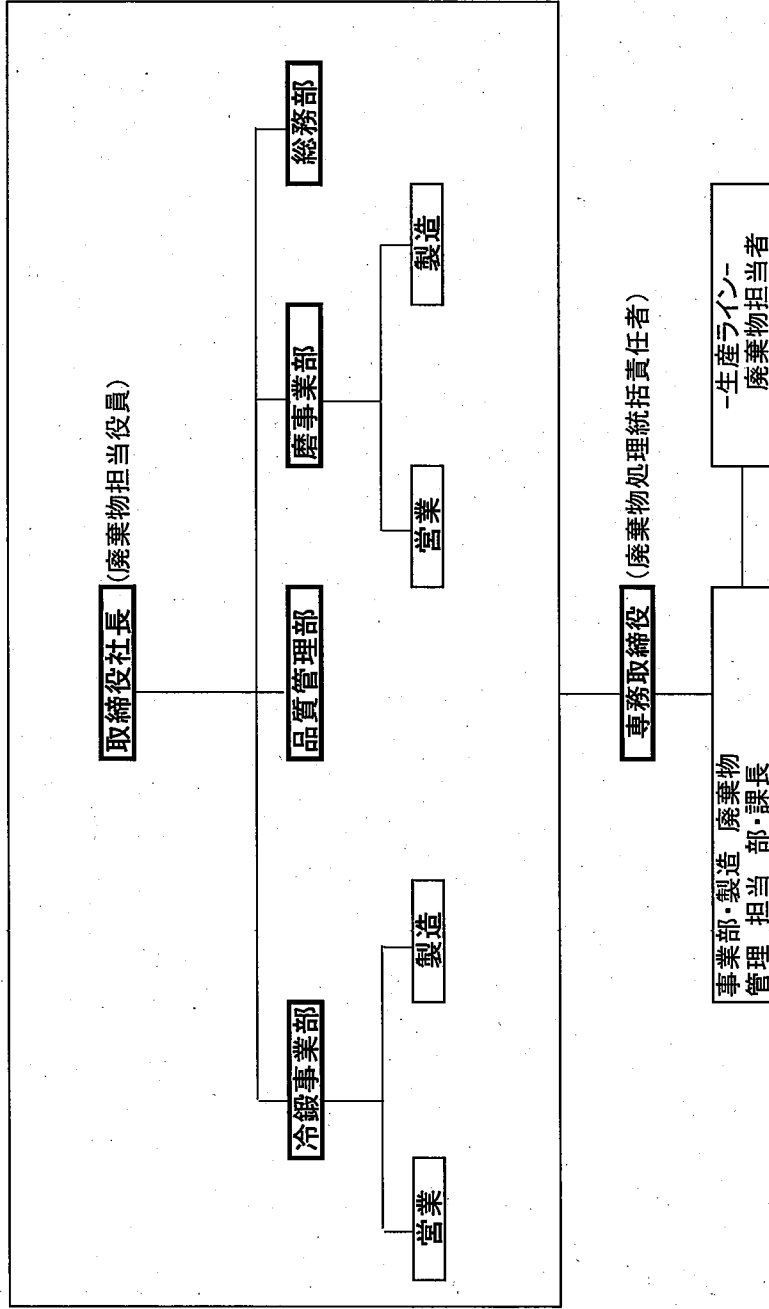 取締役社長(廃棄物担当役員)
冷鍛事業部
品質管理部
磨事業部
総務部
営業
製造
営業
製造
専務取締役(廃棄物処理統括責任者)
事業部・製造 廃棄物
管理 担当 部・課長
-生産ライン-
廃棄物担当者